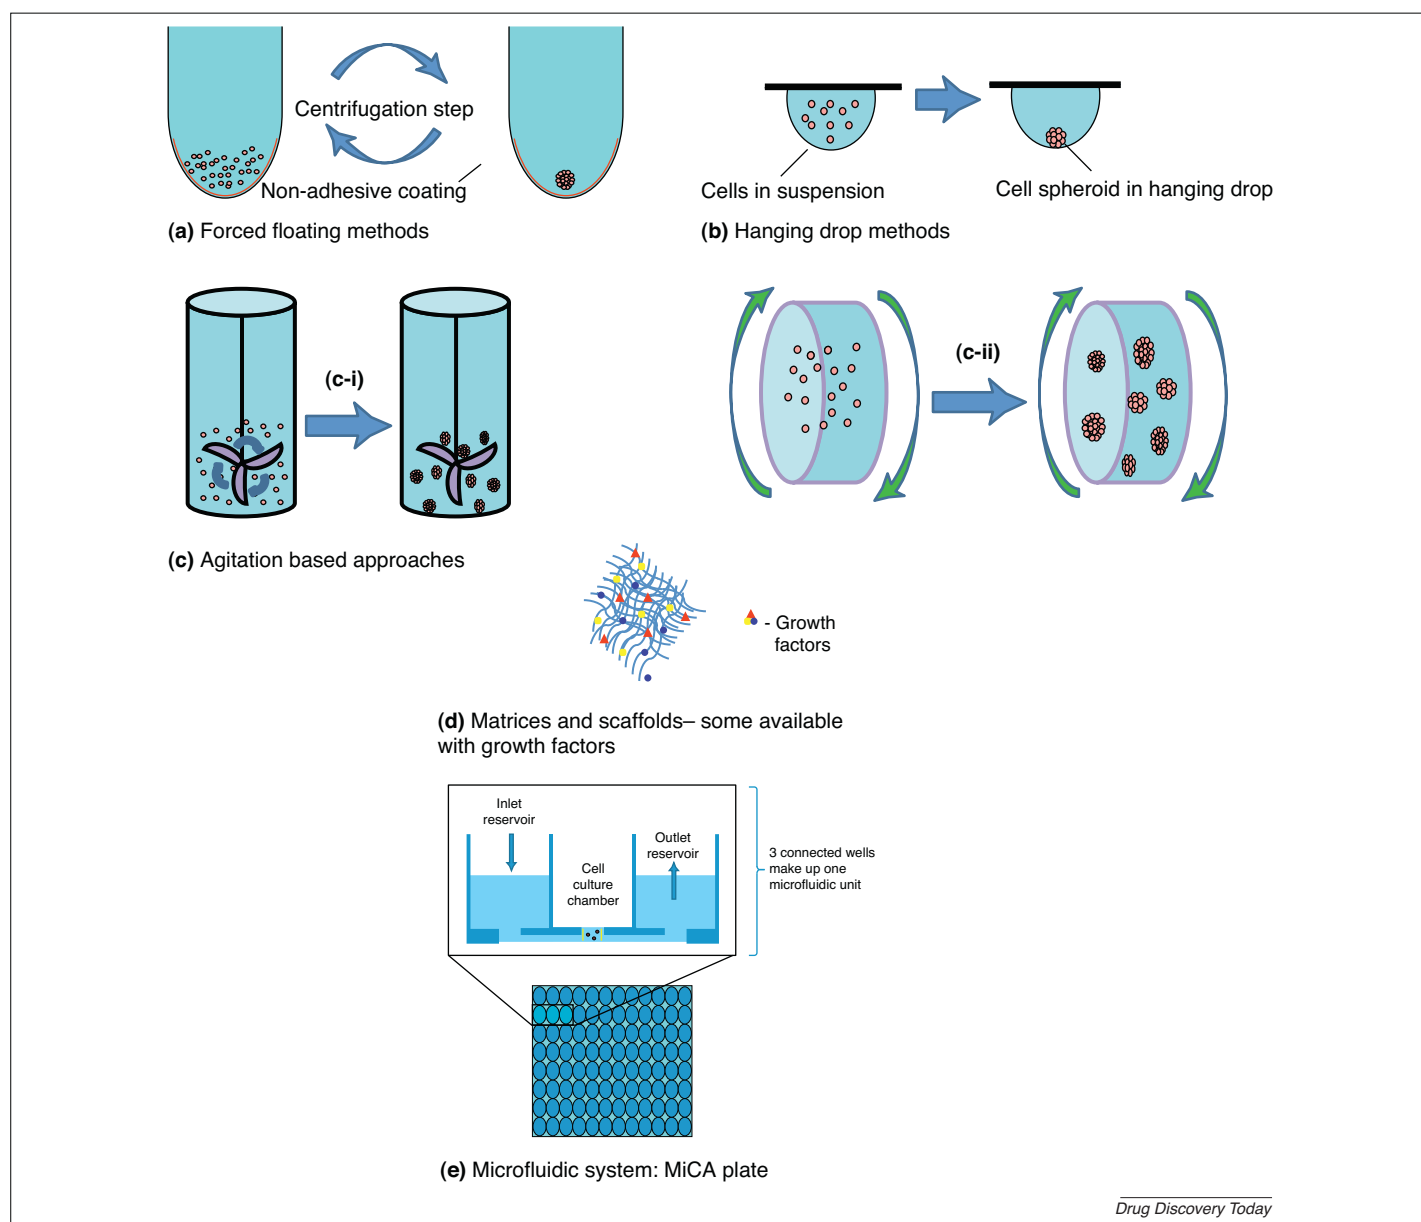 Centrifugation step
Non-adhesive coating
(a) Forced floating methods
Cells in suspension
Cell spheroid in hanging drop
(b) Hanging drop methods
(c-i)
(c-ii)
(c) Agitation based approaches
- Growth
factors
(d) Matrices and scaffolds– some available
with growth factors
Inlet
reservoir
Cell
culture
chamber
Outlet
reservoir
3 connected wells
make up one
microfluidic unit
(e) Microfluidic system: MiCA plate
Drug Discovery Today